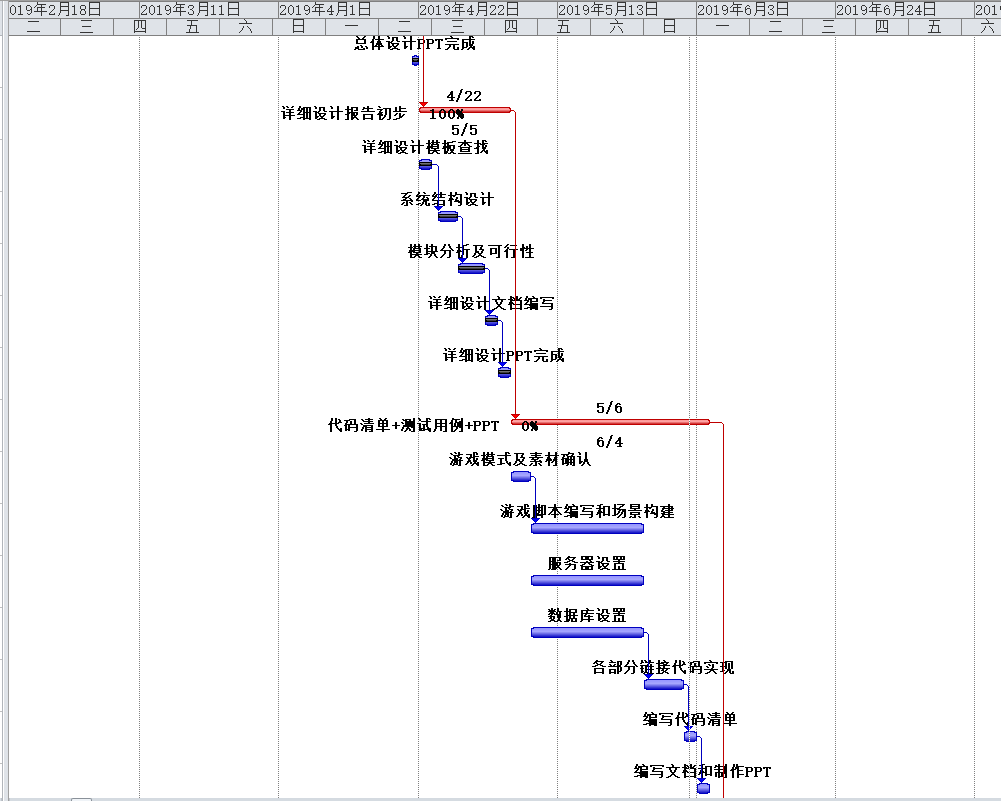 019年2月18日 2019年3月11日 2019年4月1日 2019年4月22日 2019年5月13日 2019年6月3日 2019年6月24日 2019
二 三 四 五 六 日 一 二 三 四 五 六 日 一 二 三 四 五 六
总体设计PPT完成
4/22
详细设计报告初步 100%
5/5
详细设计模板查找
系统结构设计
模块分析及可行性
详细设计文档编写
详细设计PPT完成
5/6
代码清单+测试用例+PPT 0%
6/4
游戏模式及素材确认
游戏脚本编写和场景构建
服务器设置
数据库设置
各部分链接代码实现
编写代码清单
编写文档和制作PPT